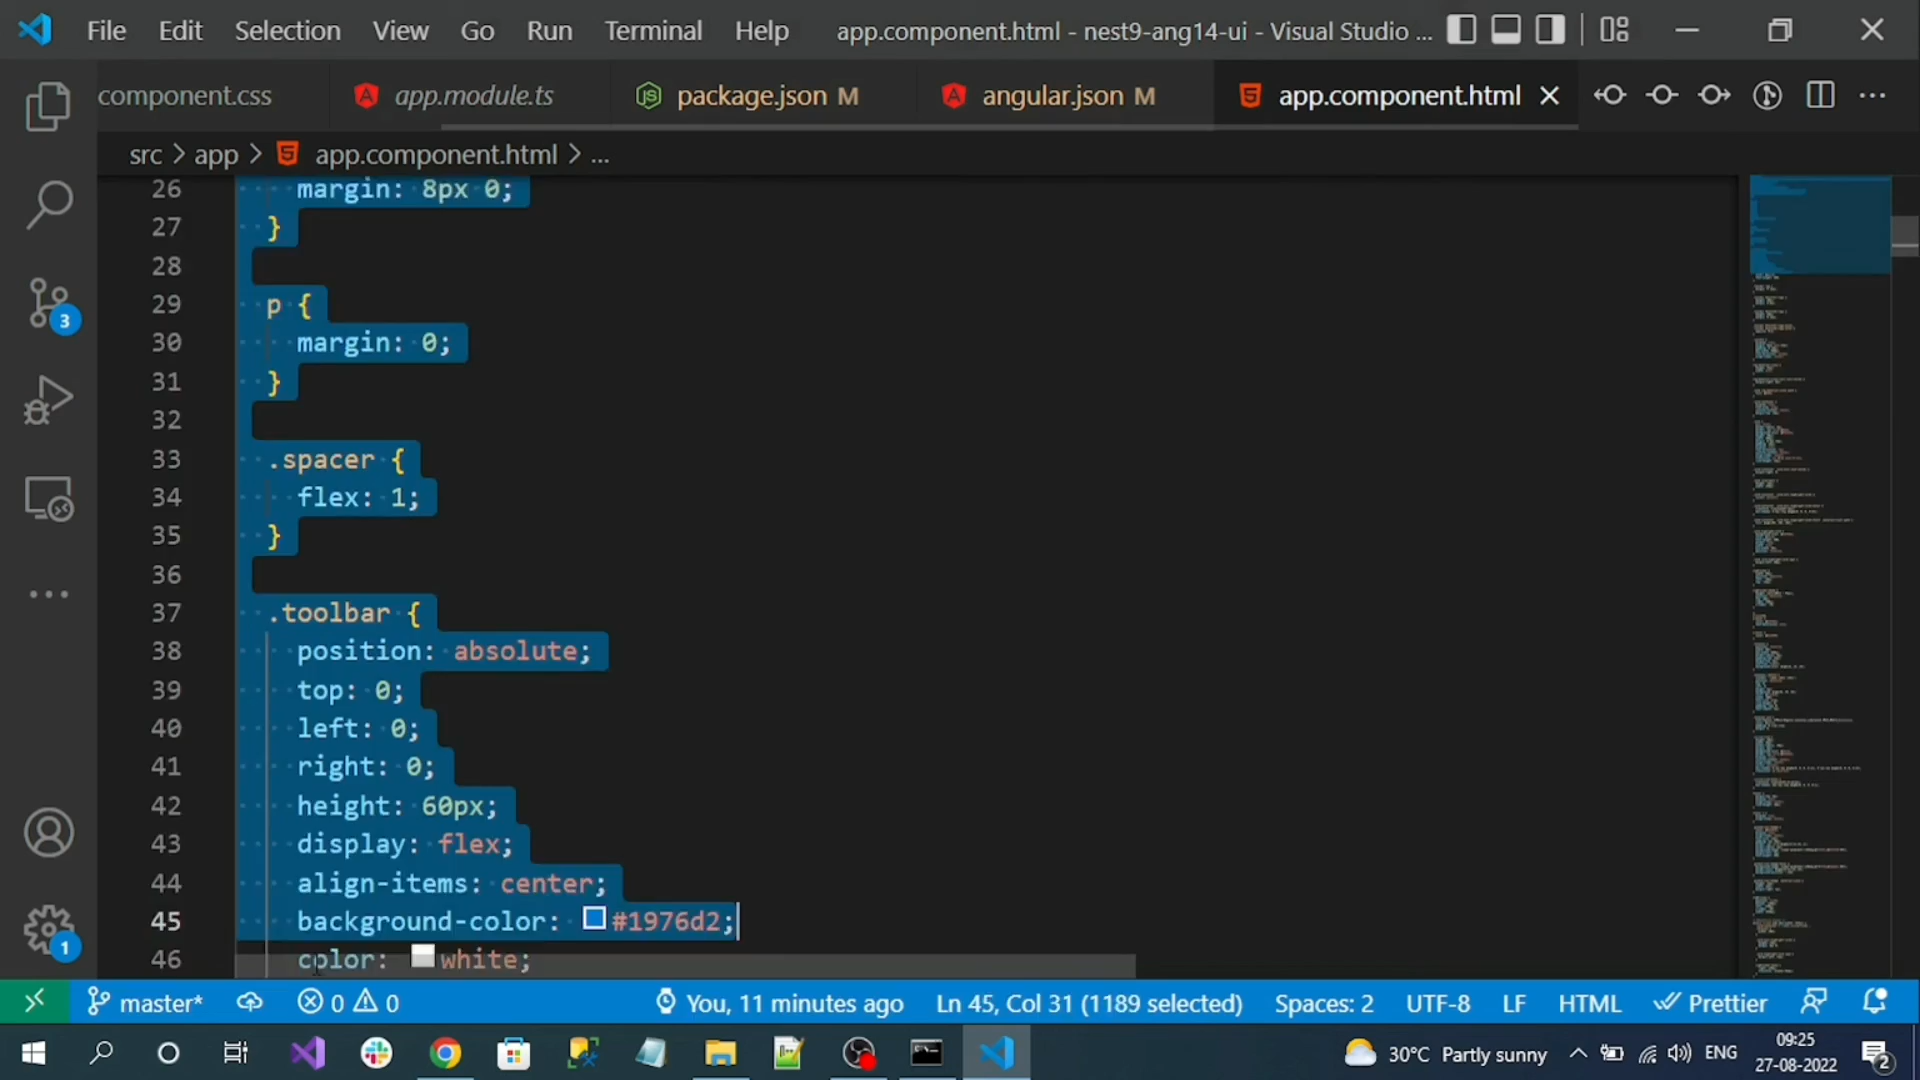 File Edit Selection View Go Run Terminal Help app.component.html - nest9-ang14-ui - Visual Studio ...
component.css app.module.ts package.json M angular.json M app.component.html
src > app > app.component.html > ...
26 margin: 8px 0;
27 }
28
29 p {
30 margin: 0;
31 }
32
33 .spacer {
34 flex: 1;
35 }
36
37 .toolbar {
38 position: absolute;
39 top: 0;
40 left: 0;
41 right: 0;
42 height: 60px;
43 display: flex;
44 align-items: center;
45 background-color: #1976d2;
46 color: white;
3
1
master* 0 0 You, 11 minutes ago Ln 45, Col 31 (1189 selected) Spaces: 2 UTF-8 LF HTML Prettier
30°C Partly sunny ENG 09:25
27-08-2022 2